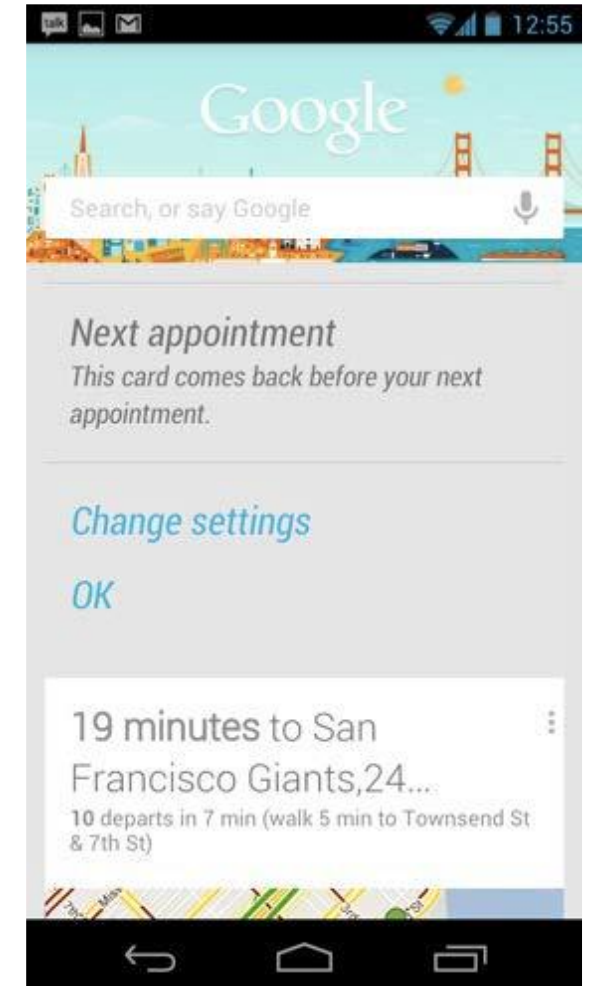 talk 12:55
Google
Search, or say Google
Next appointment
This card comes back before your next
appointment.
Change settings
OK
19 minutes to San
Francisco Giants,24...
10 departs in 7 min (walk 5 min to Townsend St
& 7th St)